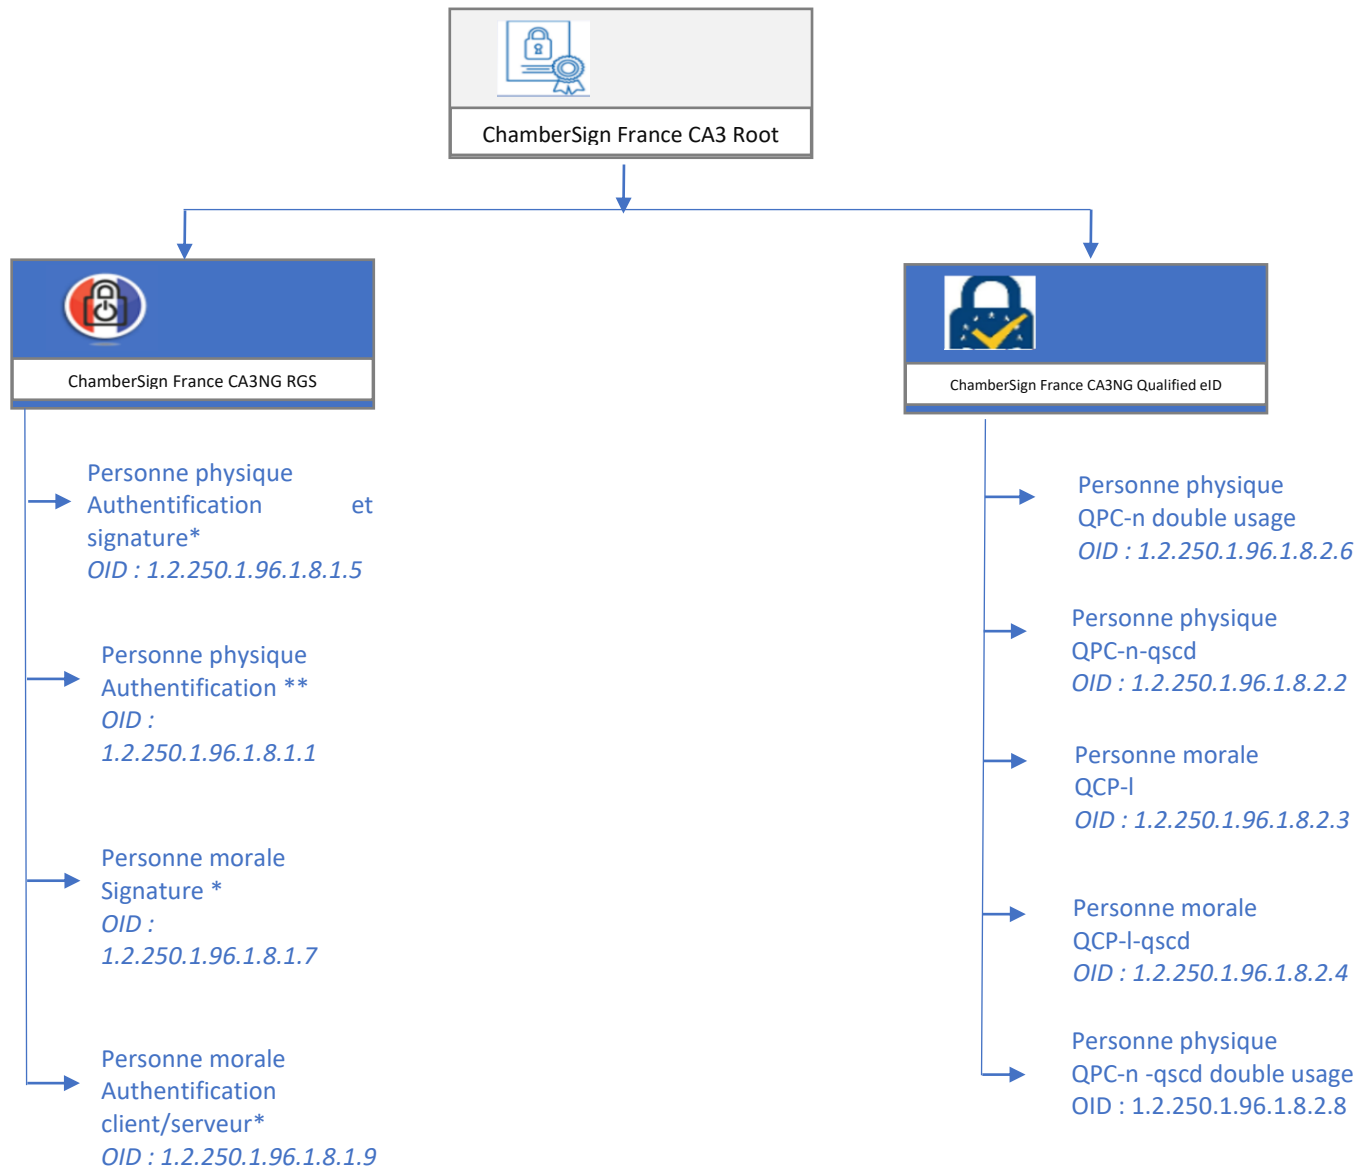 ChamberSign France CA3 Root
ChamberSign France CA3NG RGS
Personne physique
Authentification et
signature*
OID : 1.2.250.1.96.1.8.1.5
Personne physique
Authentification **
OID :
1.2.250.1.96.1.8.1.1
Personne morale
Signature *
OID :
1.2.250.1.96.1.8.1.7
Personne morale
Authentification
client/serveur*
OID : 1.2.250.1.96.1.8.1.9
ChamberSign France CA3NG Qualified eID
Personne physique
QPC-n double usage
OID : 1.2.250.1.96.1.8.2.6
Personne physique
QPC-n-qscd
OID : 1.2.250.1.96.1.8.2.2
Personne morale
QCP-l
OID : 1.2.250.1.96.1.8.2.3
Personne morale
QCP-l-qscd
OID : 1.2.250.1.96.1.8.2.4
Personne physique
QPC-n -qscd double usage
OID : 1.2.250.1.96.1.8.2.8